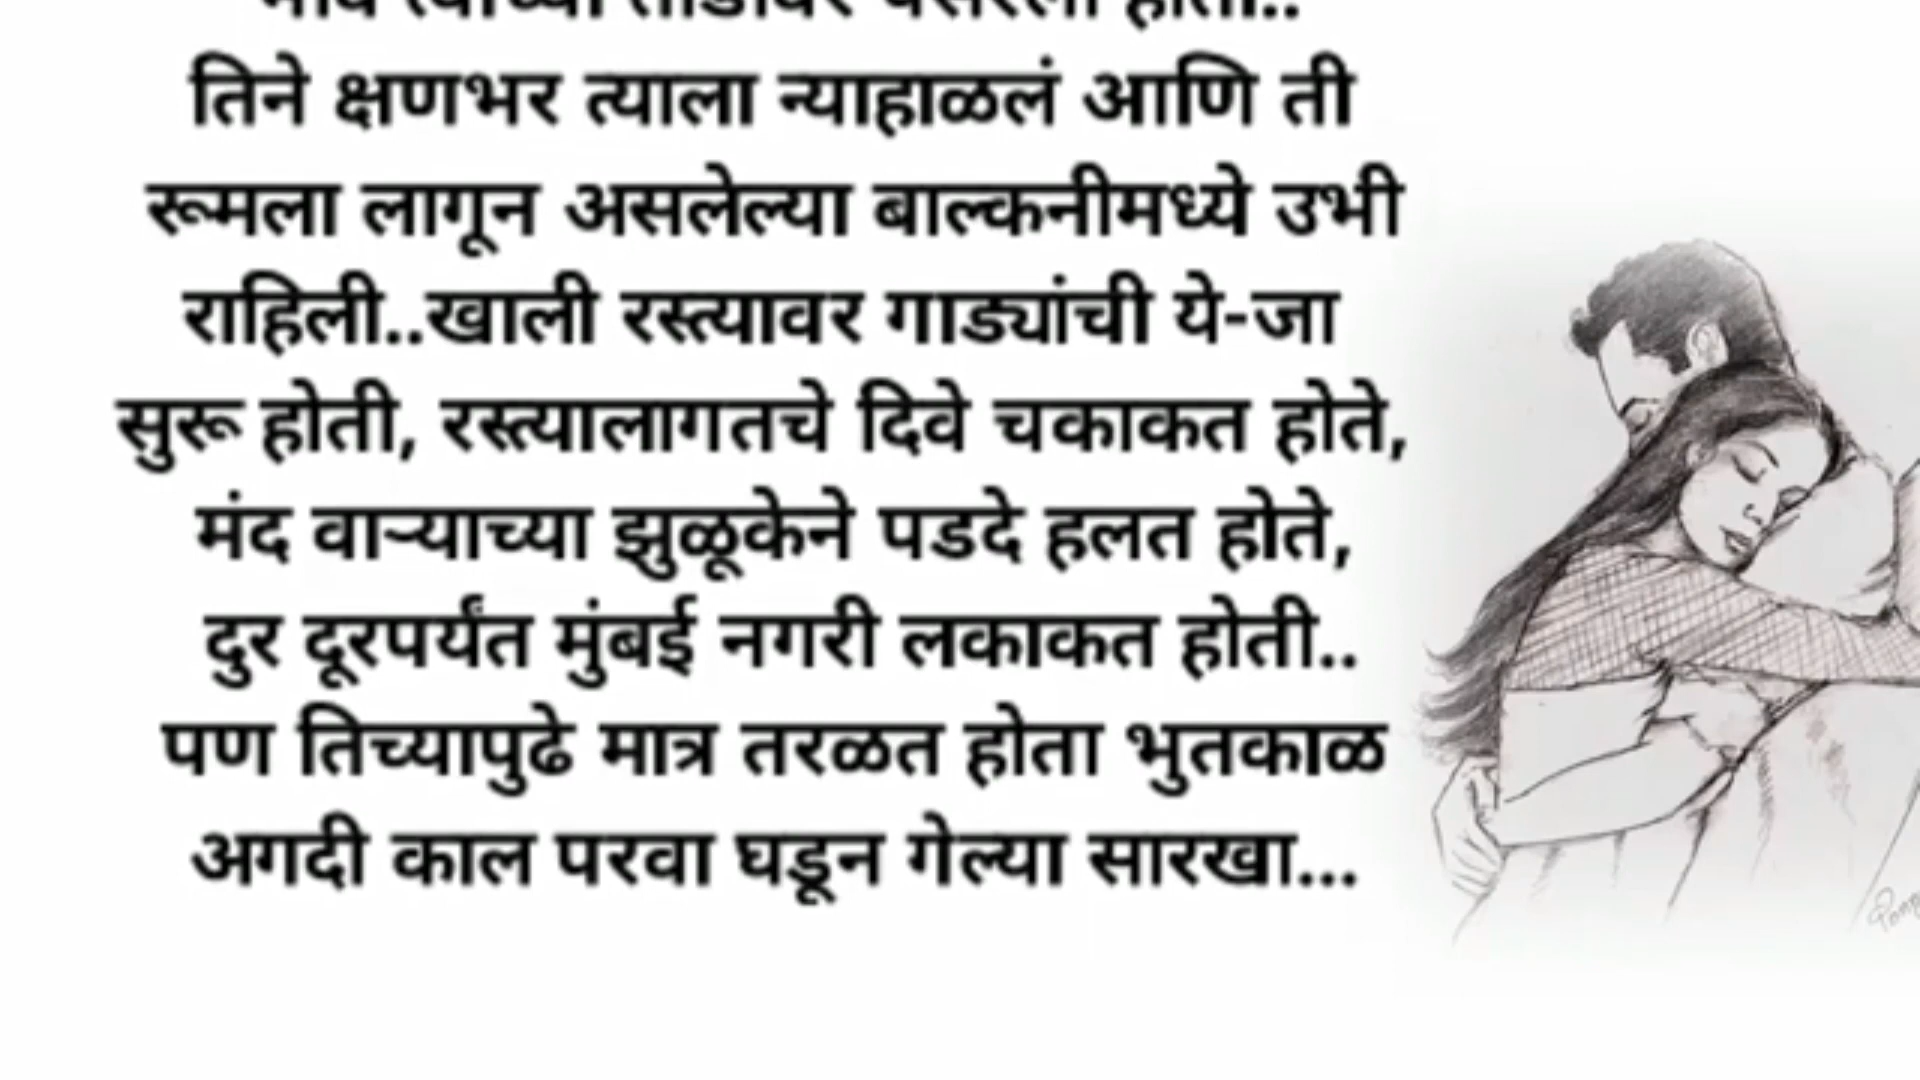 होता..
तिने क्षणभर त्याला न्याहाळलं आणि ती
रूमला लागून असलेल्या बाल्कनीमध्ये उभी
राहिली..खाली रस्त्यावर गाड्यांची ये-जा
सुरू होती, रस्त्यालागतचे दिवे चकाकत होते,
मंद वाऱ्याच्या झुळूकेने पडदे हलत होते,
दुर दूरपर्यंत मुंबई नगरी लकाकत होती..
पण तिच्यापुढे मात्र तरळत होता भुतकाळ
अगदी काल परवा घडून गेल्या सारखा...